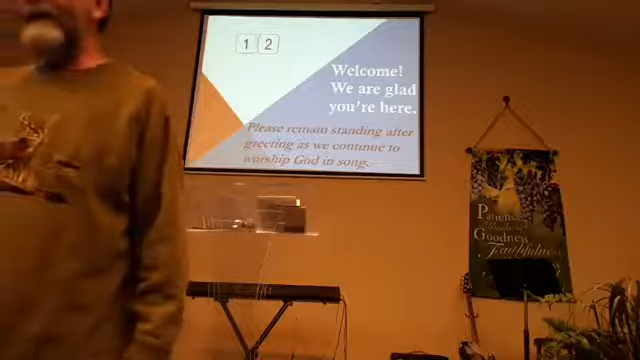 1 2
Welcome!
We are glad
you're here.
Please remain standing after
greeting as we continue to
worship God in song.
Patience
Goodness
Faithfulness